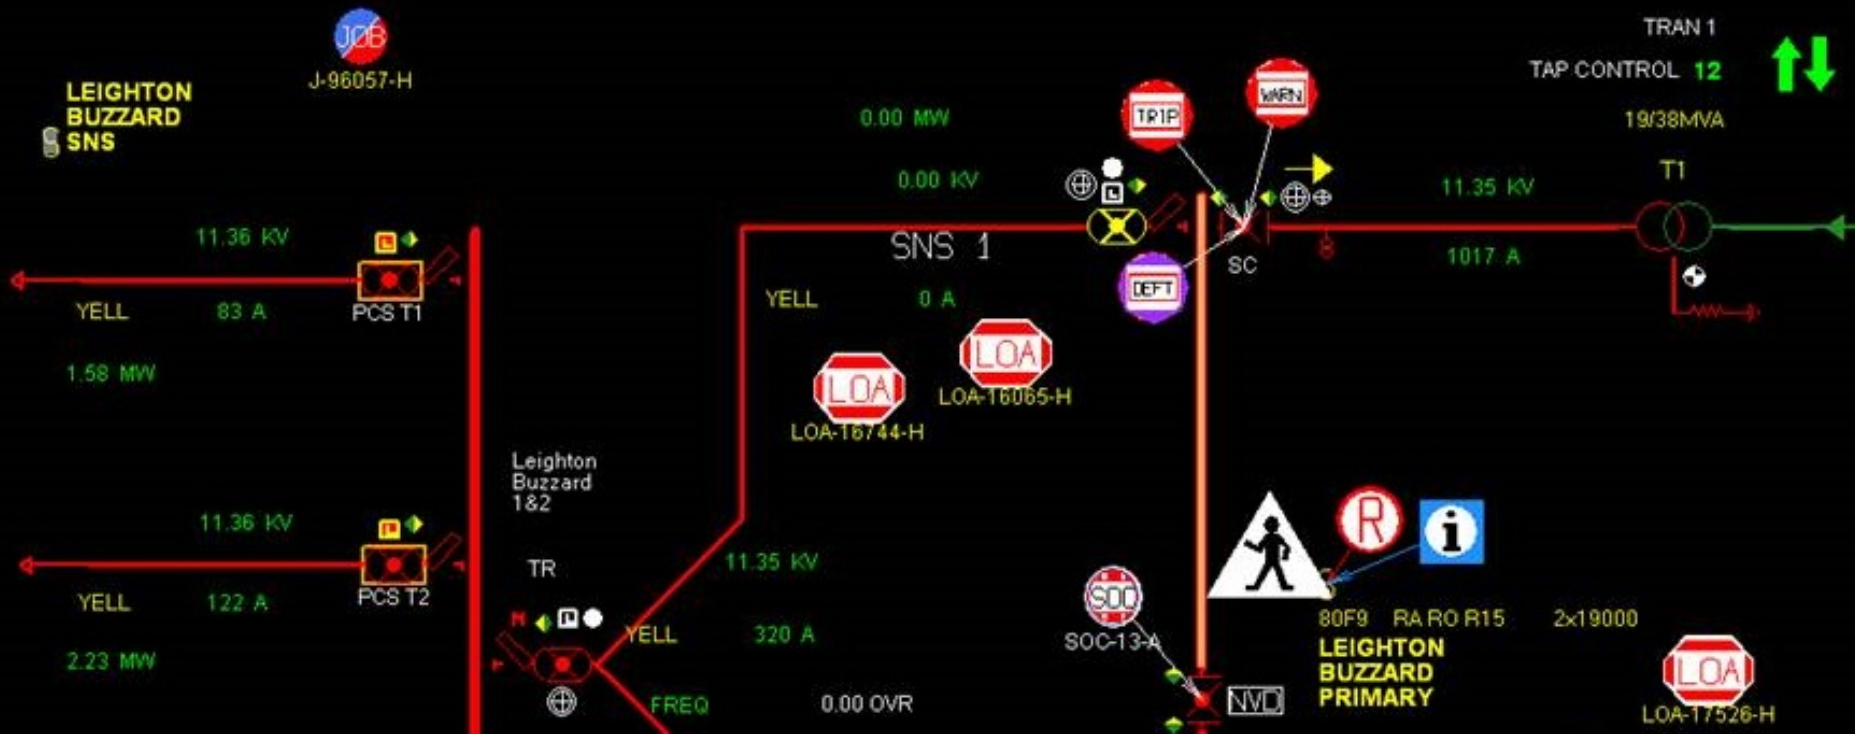 JOB
J-96057-H
LEIGHTON
BUZZARD
SNS
TRAN 1
TAP CONTROL 12
19/38MVA
T1
0.00 MW
0.00 KV
TRIP
WARN
DEFT
SC
L
11.35 KV
1017 A
11.36 KV
L
YELL
83 A
PCS T1
1.58 MW
SNS 1
YELL
0 A
LOA
LOA-16744-H
LOA
LOA-16065-H
Leighton
Buzzard
1&2
TR
11.36 KV
YELL
122 A
PCS T2
2.23 MW
11.35 KV
M
YELL
320 A
FREQ
0.00 OVR
SOC
SOC-13-A
NVD
R
i
80F9 RA RO R15 2x19000
LEIGHTON
BUZZARD
PRIMARY
LOA
LOA-17526-H